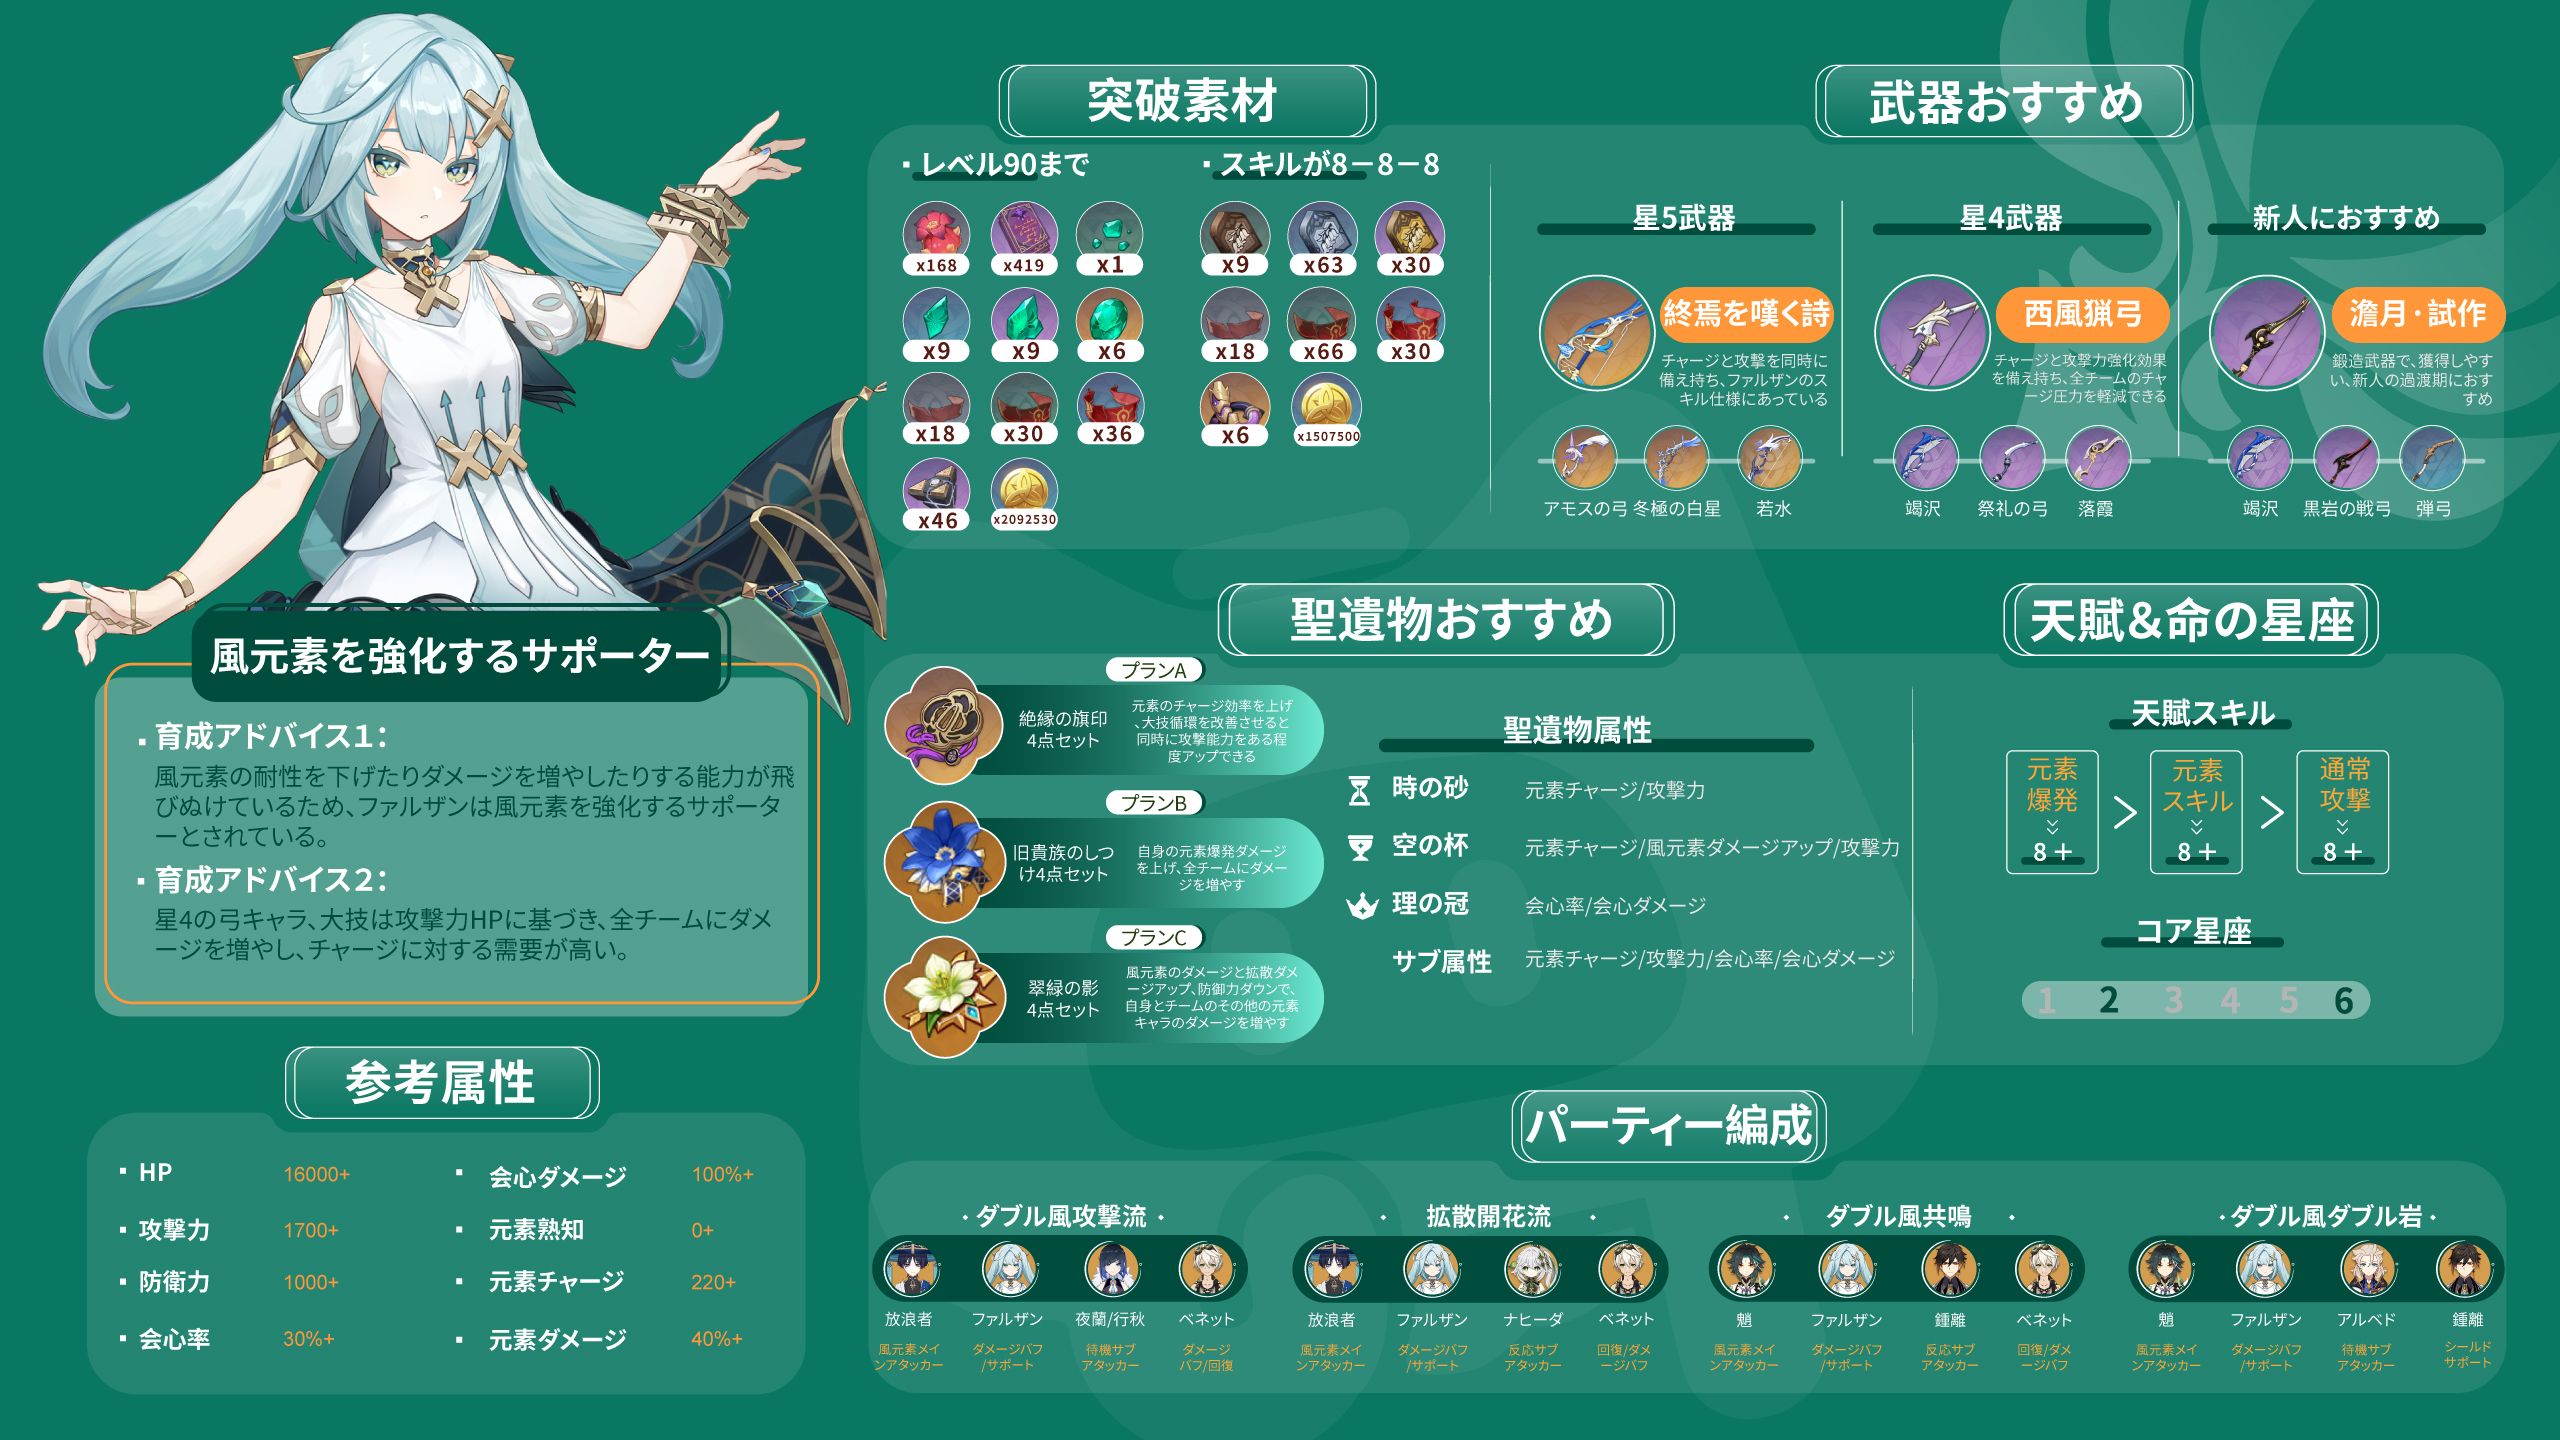 風元素を強化するサポーター
育成アドバイス1:
風元素の耐性を下げたりダメージを増やしたりする能力が飛
びぬけているため、ファルザンは風元素を強化するサポータ
ーとされている。
育成アドバイス2:
星4の弓キャラ、大技は攻撃力HPに基づき、全チームにダメ
ージを増やし、チャージに対する需要が高い。
参考属性
HP 16000+ 会心ダメージ 100%+
攻撃力 1700+ 元素熟知 0+
防衛力 1000+ 元素チャージ 220+
会心率 30%+ 元素ダメージ 40%+
突破素材
レベル90まで
x168 x419 x1
x9 x9 x6
x18 x30 x36
x46 x2092530
スキルが8－8－8
x9 x63 x30
x18 x66 x30
x6 x1507500
武器おすすめ
星5武器
終焉を嘆く詩
チャージと攻撃を同時に
備え持ち、ファルザンのス
キル仕様にあっている
アモスの弓 冬極の白星 若水
星4武器
西風猟弓
チャージと攻撃力強化効果
を備え持ち、全チームのチャ
ージ圧力を軽減できる
竭沢 祭礼の弓 落霞
新人におすすめ
澹月·試作
鍛造武器で、獲得しやす
い、新人の過渡期におす
すめ
竭沢 黒岩の戦弓 弾弓
聖遺物おすすめ
プランA
絶縁の旗印
4点セット
元素のチャージ効率を上げ
、大技循環を改善させると
同時に攻撃能力をある程
度アップできる
プランB
旧貴族のしつ
け4点セット
自身の元素爆発ダメージ
を上げ、全チームにダメー
ジを増やす
プランC
翠緑の影
4点セット
風元素のダメージと拡散ダメ
ージアップ、防御力ダウンで、
自身とチームのその他の元素
キャラのダメージを増やす
聖遺物属性
時の砂 元素チャージ/攻撃力
空の杯 元素チャージ/風元素ダメージアップ/攻撃力
理の冠 会心率/会心ダメージ
サブ属性 元素チャージ/攻撃力/会心率/会心ダメージ
天賦&命の星座
天賦スキル
元素
爆発
8＋
>
元素
スキル
8＋
>
通常
攻撃
8＋
コア星座
1 2 3 4 5 6
パーティー編成
・ダブル風攻撃流・
放浪者 ファルザン 夜蘭/行秋 ベネット
風元素メイ
ンアタッカー
ダメージバフ
/サポート
待機サブ
アタッカー
ダメージ
バフ/回復
・ 拡散開花流 ・
放浪者 ファルザン ナヒーダ ベネット
風元素メイ
ンアタッカー
ダメージバフ
/サポート
反応サブ
アタッカー
回復/ダメ
ージバフ
・ ダブル風共鳴 ・
魈 ファルザン 鍾離 ベネット
風元素メイ
ンアタッカー
ダメージバフ
/サポート
反応サブ
アタッカー
回復/ダメ
ージバフ
・ダブル風ダブル岩・
魈 ファルザン アルベド 鍾離
風元素メイ
ンアタッカー
ダメージバフ
/サポート
待機サブ
アタッカー
シールド
サポート